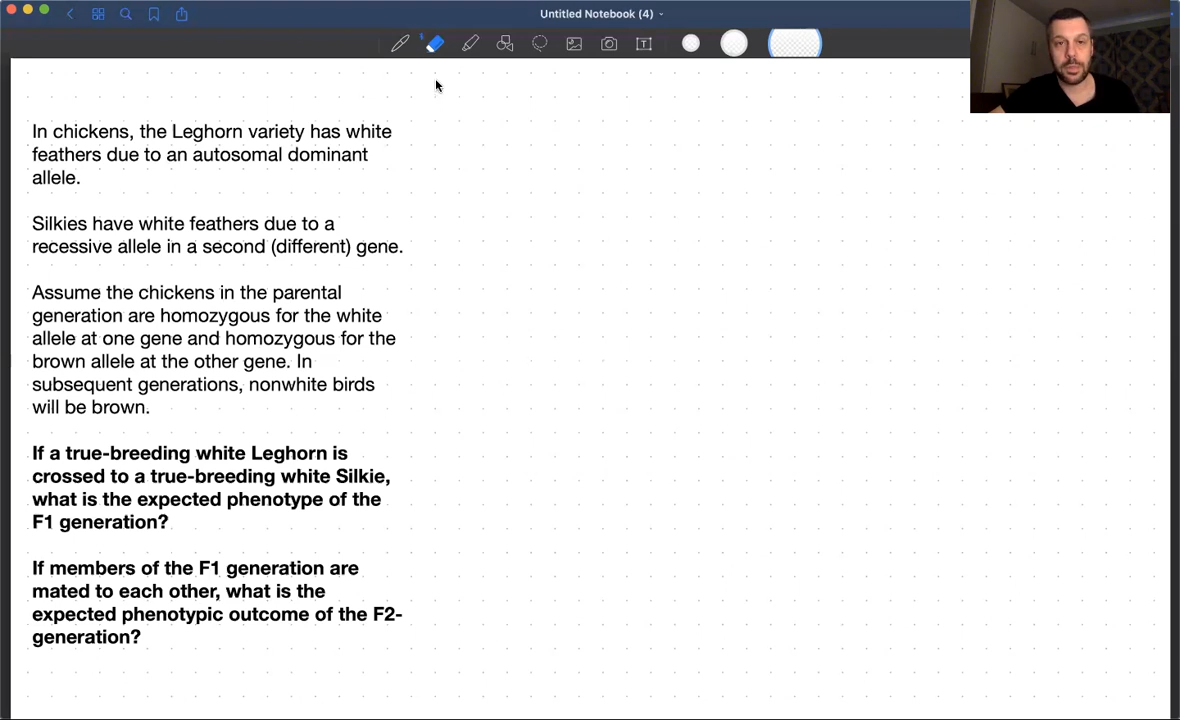 Untitled Notebook (4)
In chickens, the Leghorn variety has white
feathers due to an autosomal dominant
allele.
Silkies have white feathers due to a
recessive allele in a second (different) gene.
Assume the chickens in the parental
generation are homozygous for the white
allele at one gene and homozygous for the
brown allele at the other gene. In
subsequent generations, nonwhite birds
will be brown.
If a true-breeding white Leghorn is
crossed to a true-breeding white Silkie,
what is the expected phenotype of the
F1 generation?
If members of the F1 generation are
mated to each other, what is the
expected phenotypic outcome of the F2-
generation?